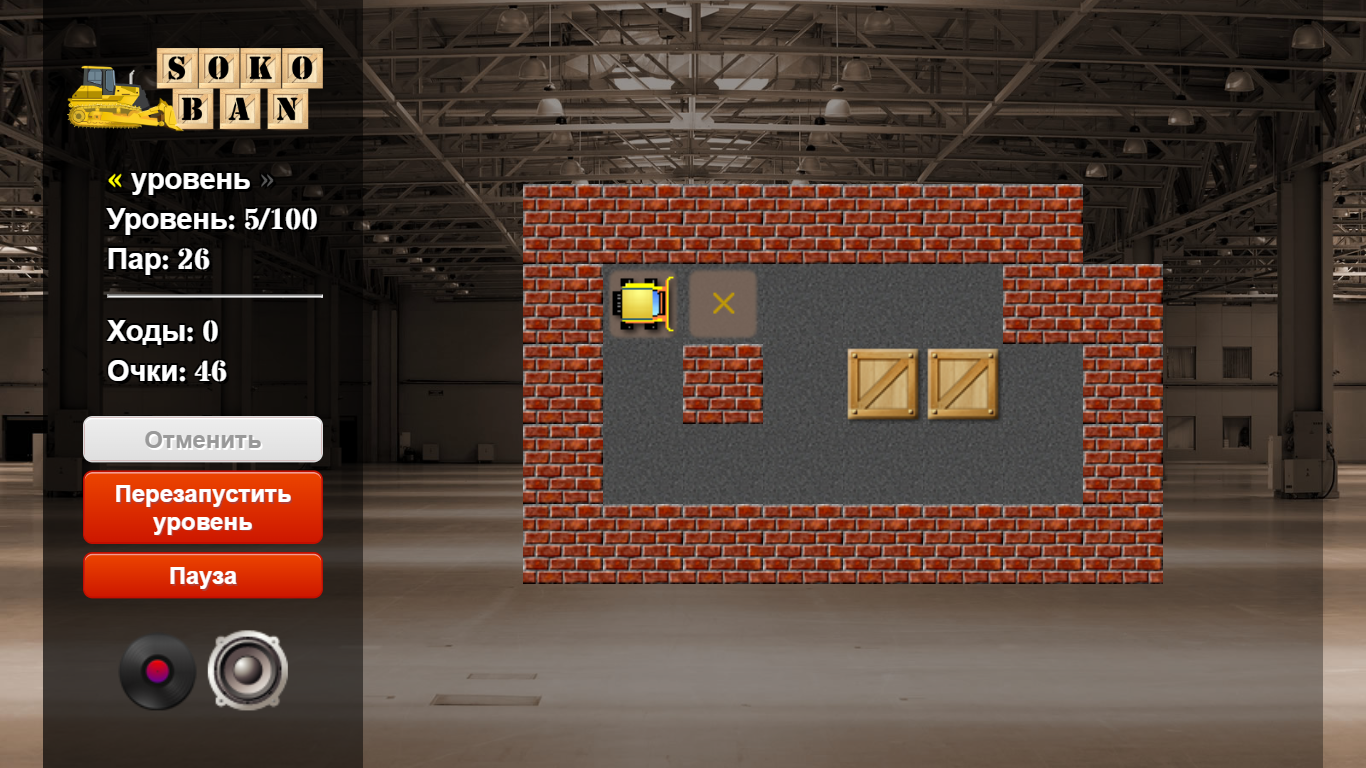 SOKO
BAN
« уровень »
Уровень: 5/100
Пар: 26
Ходы: 0
Очки: 46
Отменить
Перезапустить
уровень
Пауза